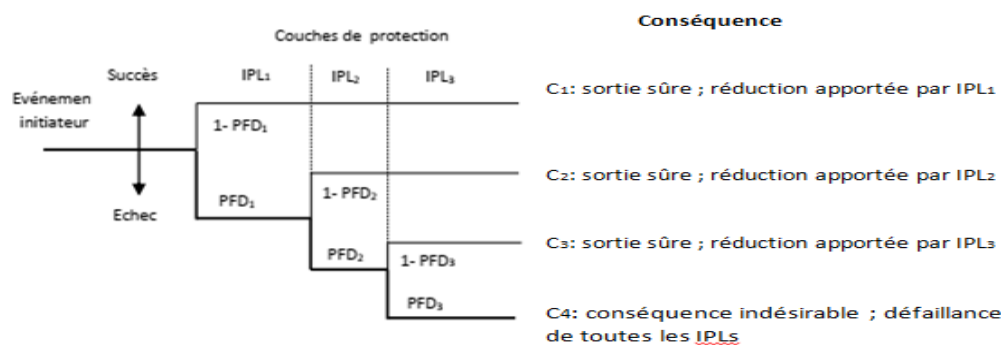 Conséquence
Couches de protection
Succès
IPL₁
IPL₂
IPL₃
Evénemen
initiateur
C₁: sortie sûre ; réduction apportée par IPL₁
1- PFD₁
C₂: sortie sûre ; réduction apportée par IPL₂
1- PFD₂
PFD₁
Echec
C₃: sortie sûre ; réduction apportée par IPL₃
PFD₂
1- PFD₃
PFD₃
C4: conséquence indésirable ; défaillance
de toutes les IPLs